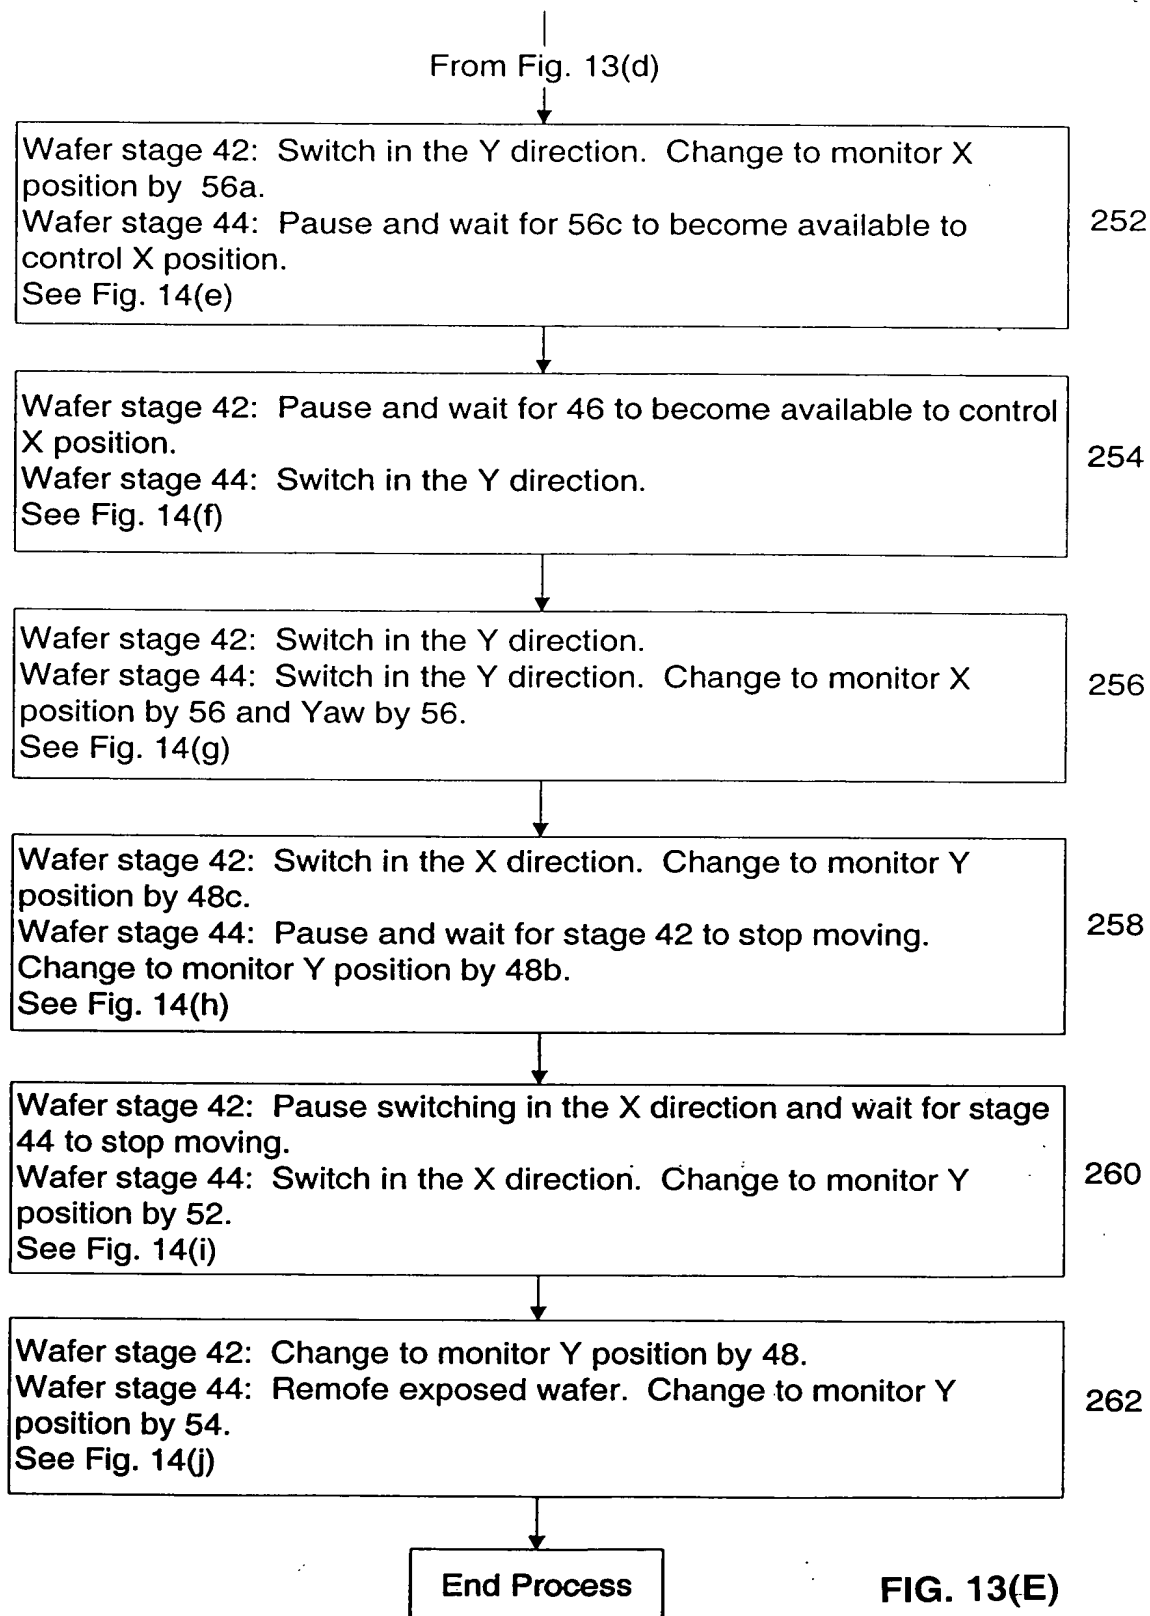 From Fig. 13(d)
Wafer stage 42: Switch in the Y direction. Change to monitor X
position by 56a.
Wafer stage 44: Pause and wait for 56c to become available to
control X position.
See Fig. 14(e)
252
Wafer stage 42: Pause and wait for 46 to become available to control
X position.
Wafer stage 44: Switch in the Y direction.
See Fig. 14(f)
254
Wafer stage 42: Switch in the Y direction.
Wafer stage 44: Switch in the Y direction. Change to monitor X
position by 56 and Yaw by 56.
See Fig. 14(g)
256
Wafer stage 42: Switch in the X direction. Change to monitor Y
position by 48c.
Wafer stage 44: Pause and wait for stage 42 to stop moving.
Change to monitor Y position by 48b.
See Fig. 14(h)
258
Wafer stage 42: Pause switching in the X direction and wait for stage
44 to stop moving.
Wafer stage 44: Switch in the X direction. Change to monitor Y
position by 52.
See Fig. 14(i)
260
Wafer stage 42: Change to monitor Y position by 48.
Wafer stage 44: Remofe exposed wafer. Change to monitor Y
position by 54.
See Fig. 14(j)
262
End Process
FIG. 13(E)